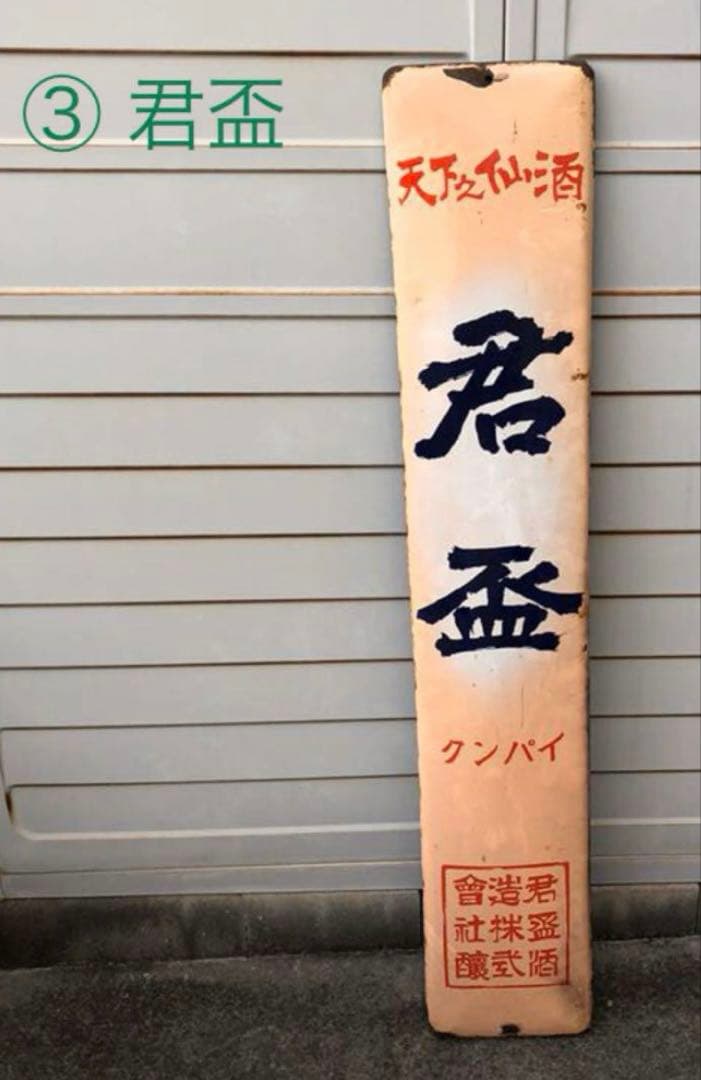 ③ 君盃
天下之仙酒
君盃
クンパイ
君盃酒
造株式
會社醸